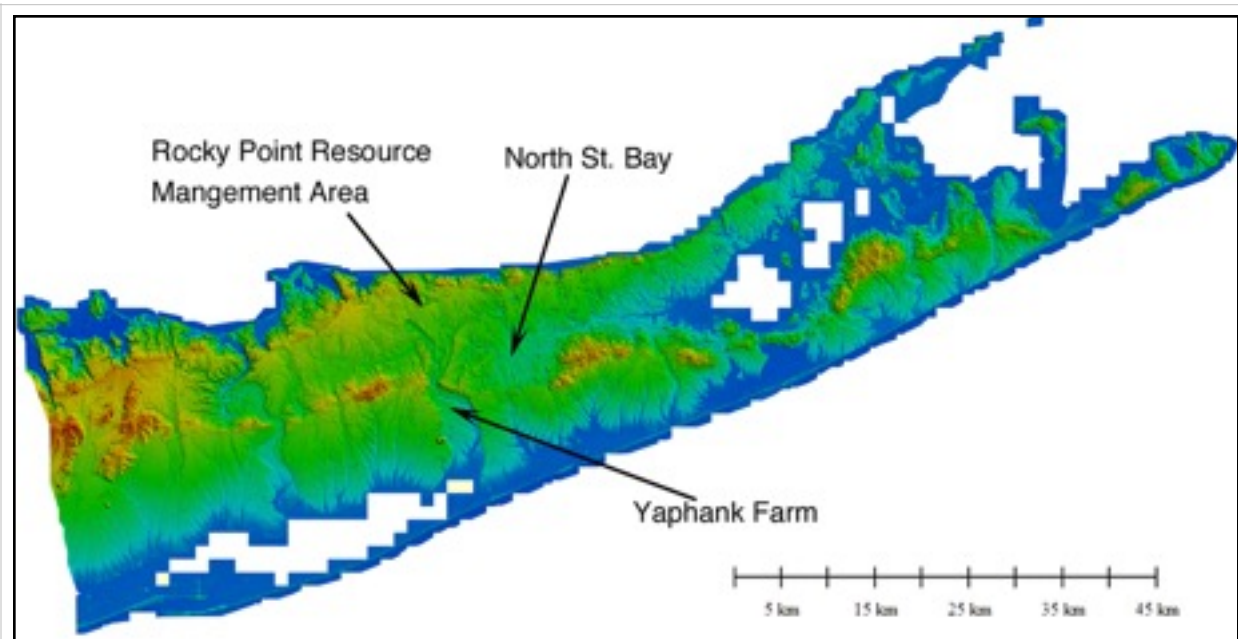 Rocky Point Resource
Mangement Area
North St. Bay
Yaphank Farm
5 km
15 km
25 km
35 km
45 km